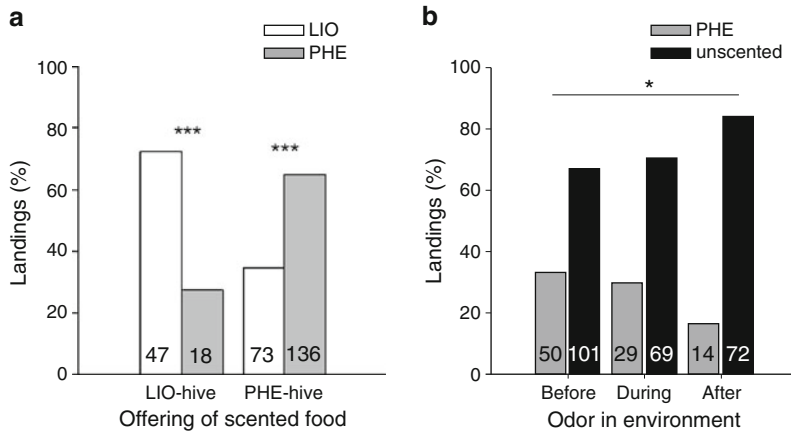 a
LIO
PHE
100
80
60
40
20
0
Landings (%)
***
***
47
18
73
136
LIO-hive
PHE-hive
Offering of scented food
b
PHE
unscented
100
80
60
40
20
0
Landings (%)
*
50
101
29
69
14
72
Before
During
After
Odor in environment